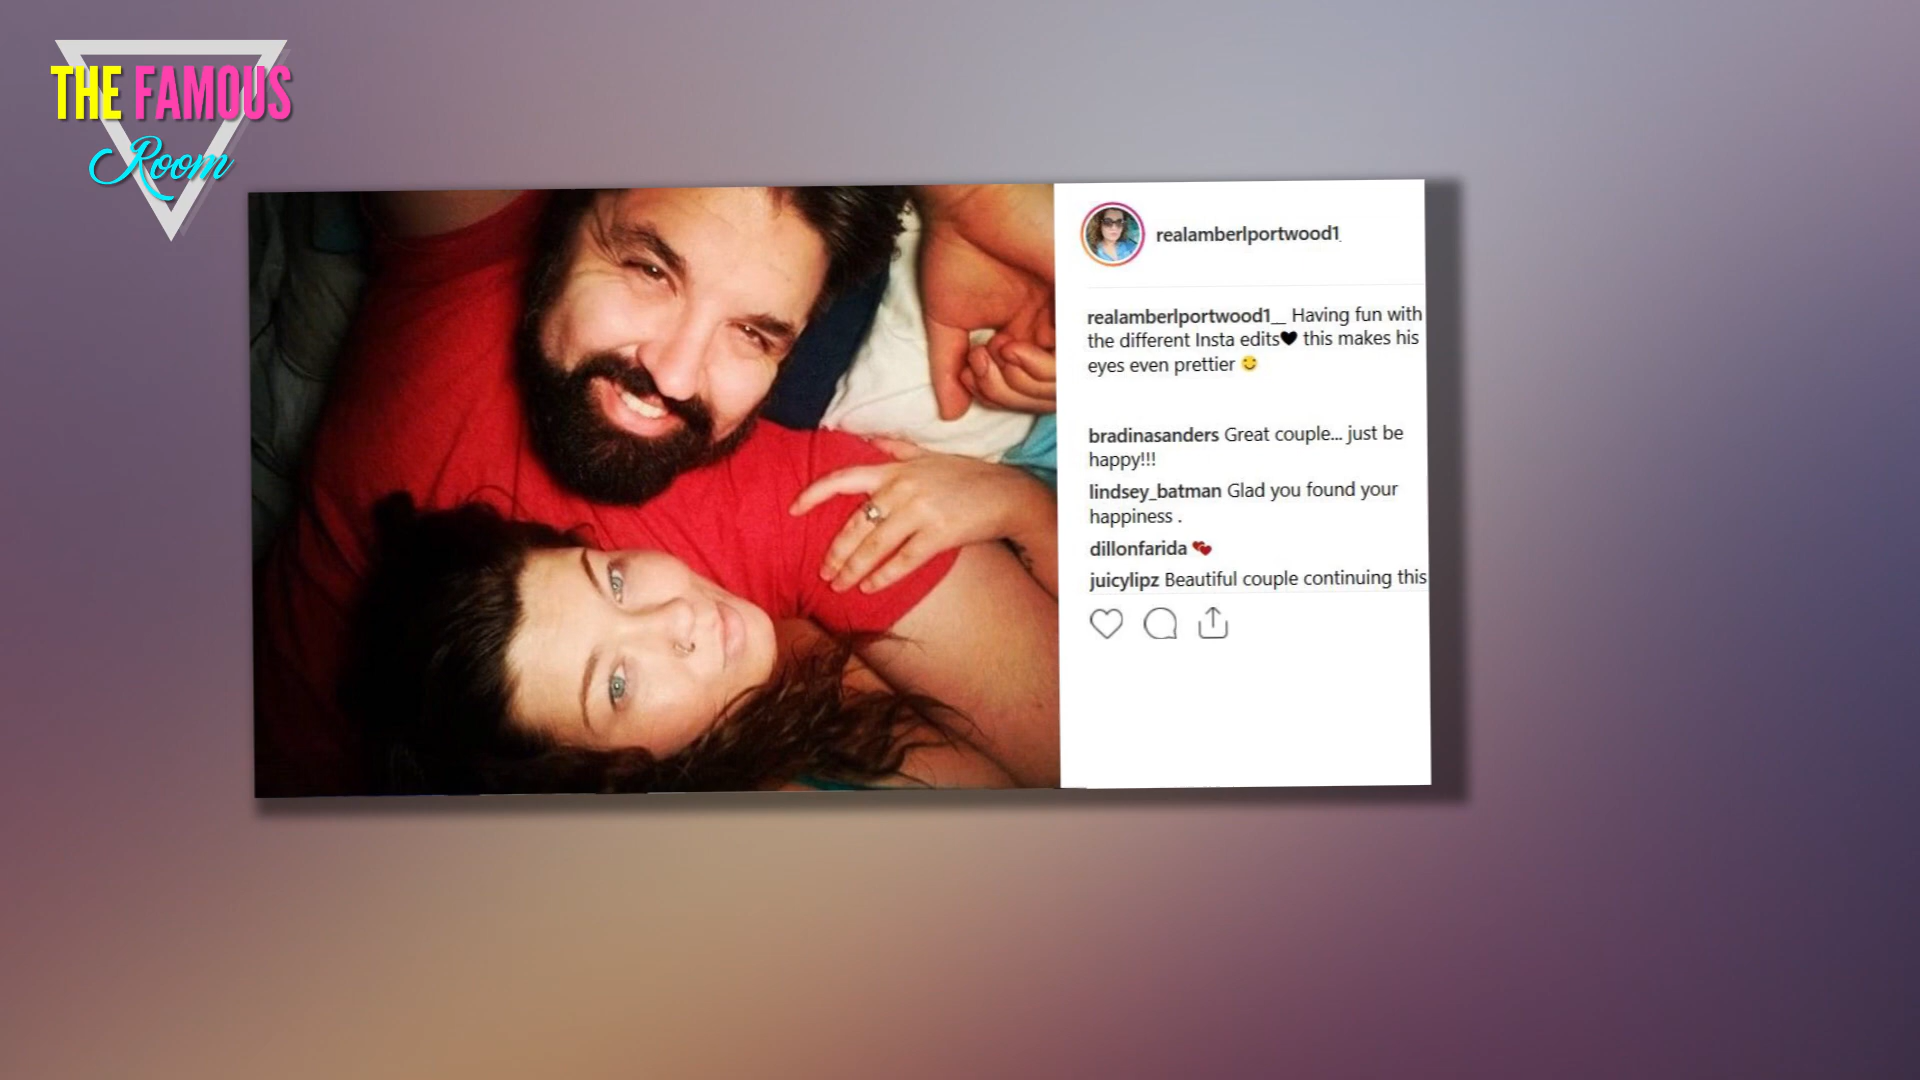 THE FAMOUS
Room
realamberlportwood1
realamberlportwood1__ Having fun with
the different Insta edits🖤 this makes his
eyes even prettier 😊
bradinasanders Great couple... just be
happy!!!
lindsey_batman Glad you found your
happiness .
dillonfarida 💕
juicylipz Beautiful couple continuing this